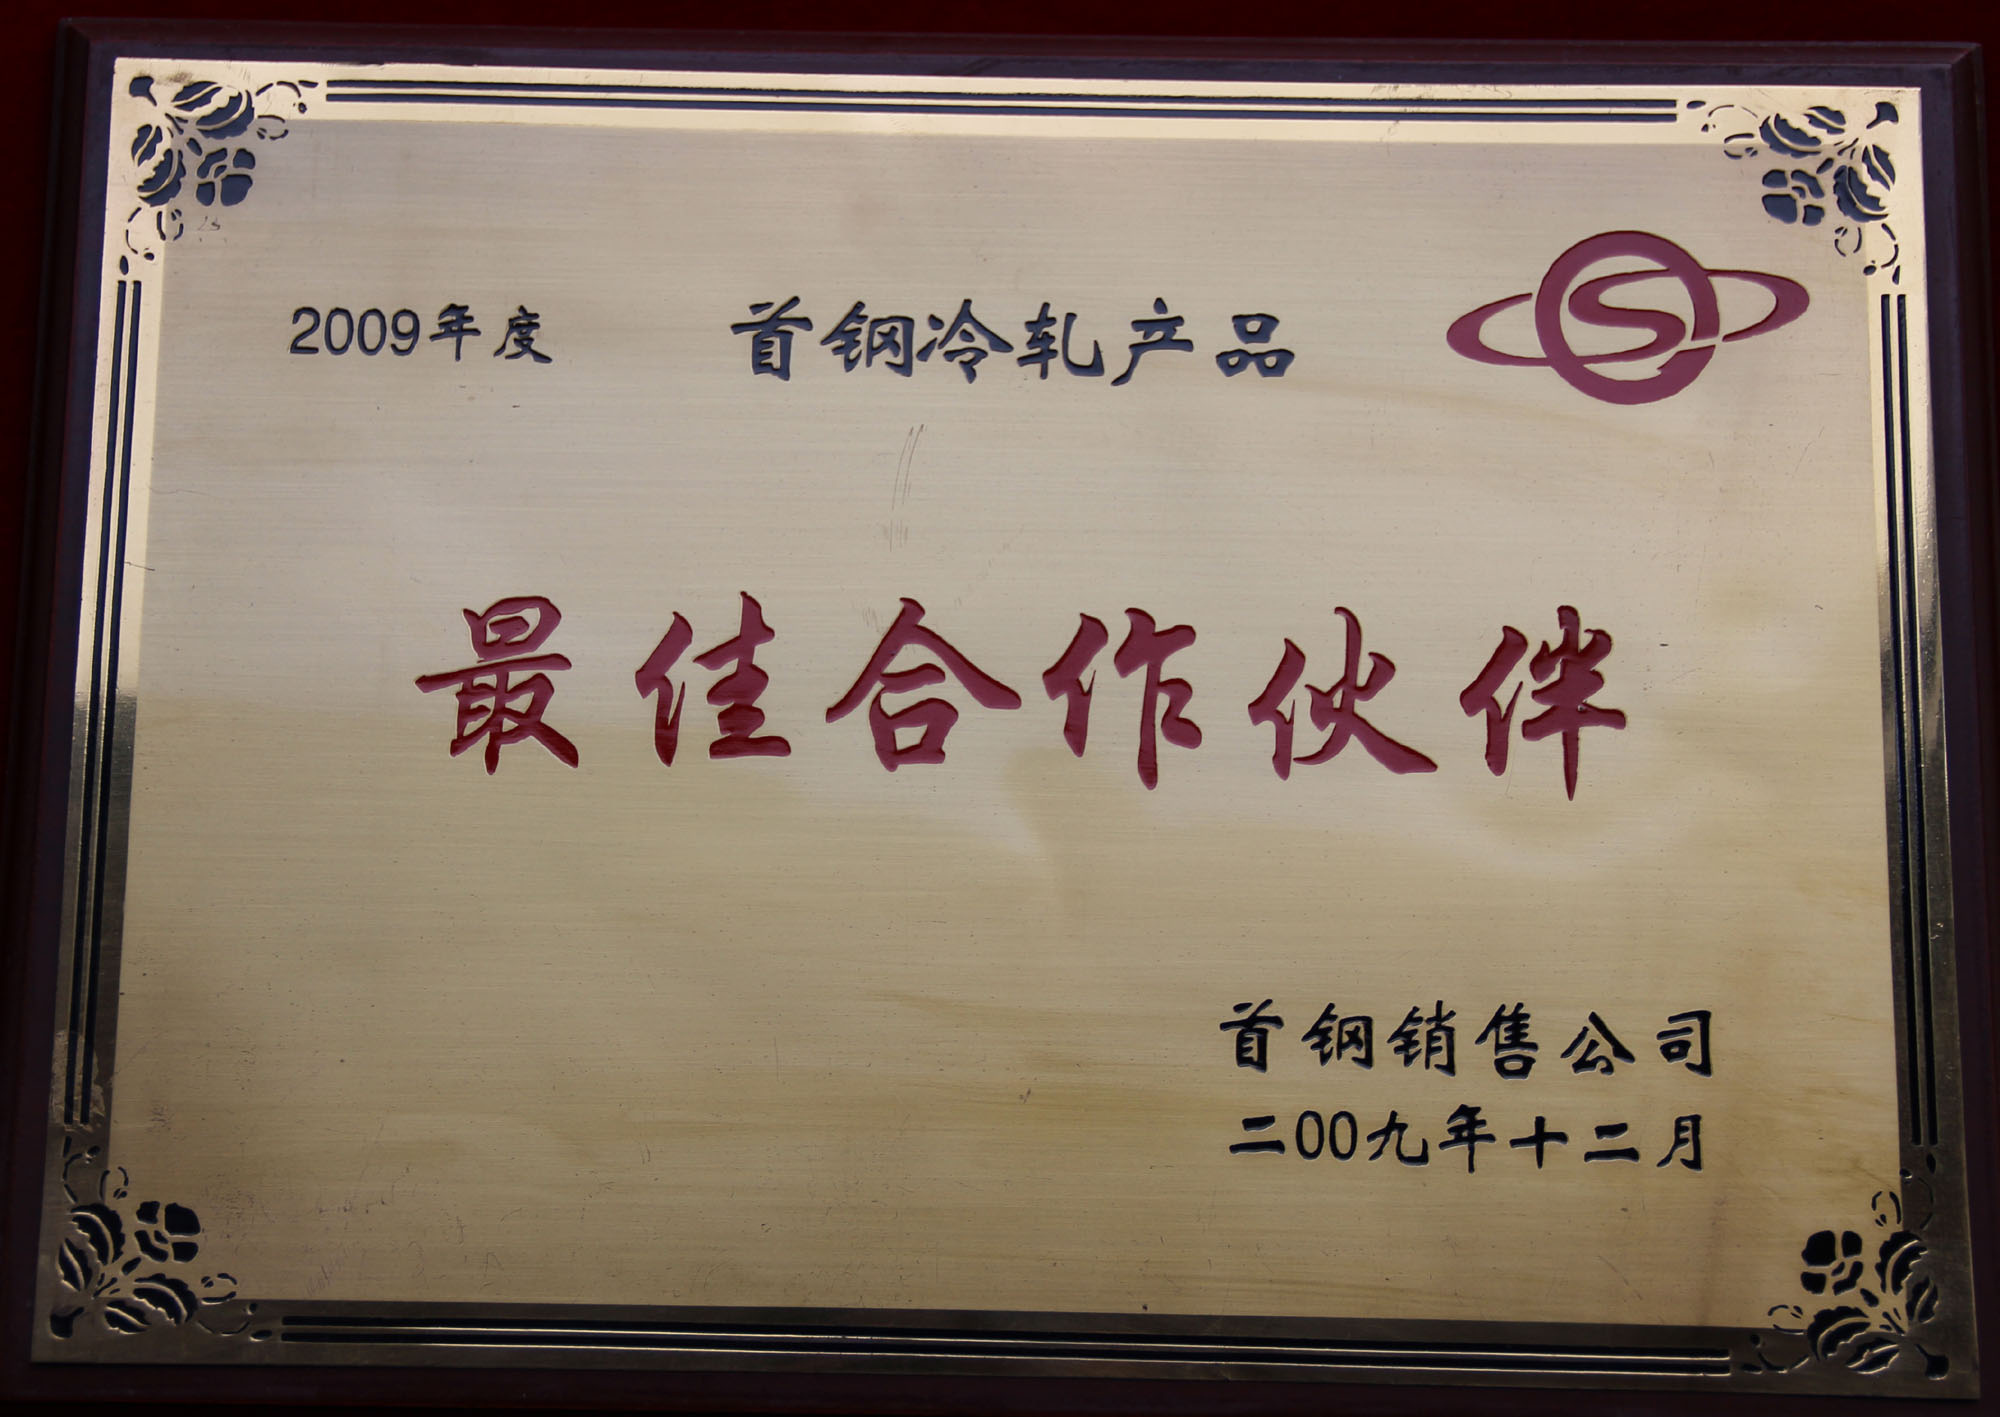 2009年度 首钢冷轧产品
最佳合作伙伴
首钢销售公司
二00九年十二月